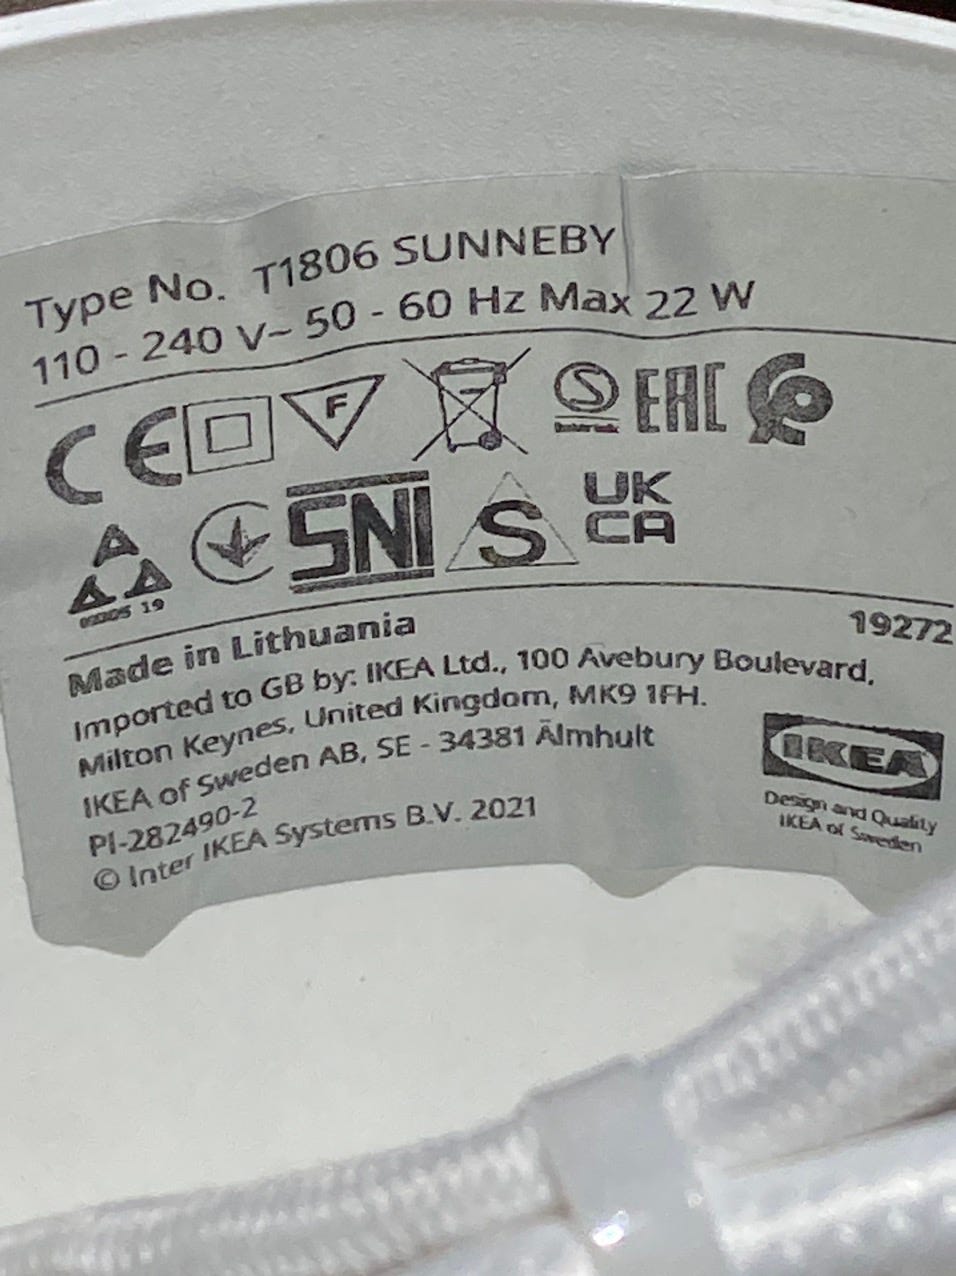 Type No. T1806 SUNNEBY
110 - 240 V~ 50 - 60 Hz Max 22 W
CE F S EAC
SNI S UK
CA
19
Made in Lithuania 19272
Imported to GB by: IKEA Ltd., 100 Avebury Boulevard,
Milton Keynes, United Kingdom, MK9 1FH.
IKEA of Sweden AB, SE - 34381 Älmhult
PI-282490-2
© Inter IKEA Systems B.V. 2021
IKEA
Design and Quality
IKEA of Sweden